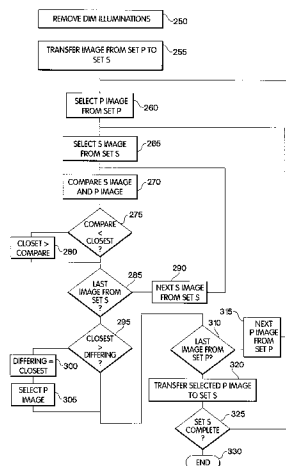 REMOVE DIM ILLUMINATIONS
250
TRANSFER IMAGE FROM SET P TO
SET S
255
SELECT P IMAGE
FROM SET P
260
SELECT S IMAGE
FROM SET S
265
COMPARE S IMAGE
AND P IMAGE
270
COMPARE
<
CLOSEST
?
275
CLOSET >
COMPARE
280
LAST
IMAGE FROM
SET S
?
285
290
NEXT S IMAGE
FROM SET S
CLOSEST
>
DIFFERING
?
295
DIFFERING =
CLOSEST
300
SELECT P
IMAGE
305
310
LAST
IMAGE FROM
SET P?
315
NEXT
P IMAGE
FROM
SET P
320
TRANSFER SELECTED P IMAGE
TO SET S
SET S
COMPLETE
?
325
END
330